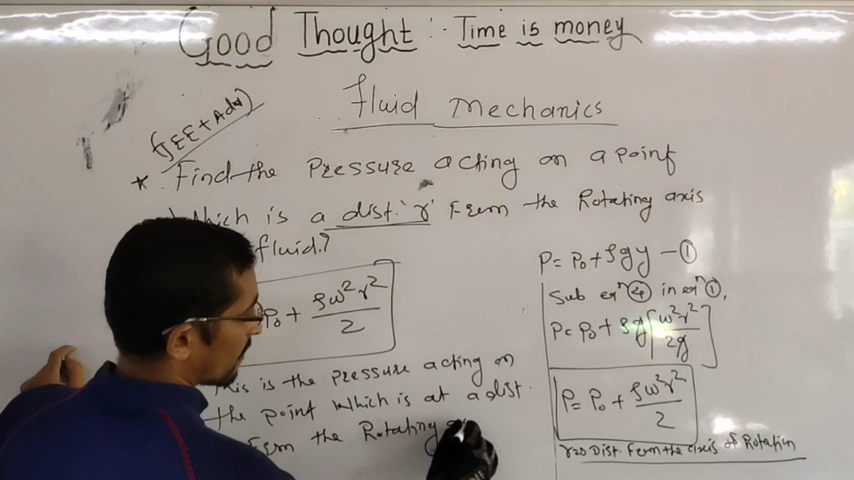 Good Thought :- Time is money
Fluid Mechanics
(JEE + Adv)
* Find the Pressure acting on a point
which is a dist. 'r' From the Rotating axis
fluid?
P₀ + ρω²r²/2
This is the pressure acting on
the point which is at a dist.
From the Rotating
P = P₀ + ρgy — ①
Sub eqⁿ ④ in eqⁿ ①,
P = P₀ + ρg[ω²r²/2g]
P = P₀ + ρω²r²/2
r → Dist. From the axis of Rotation